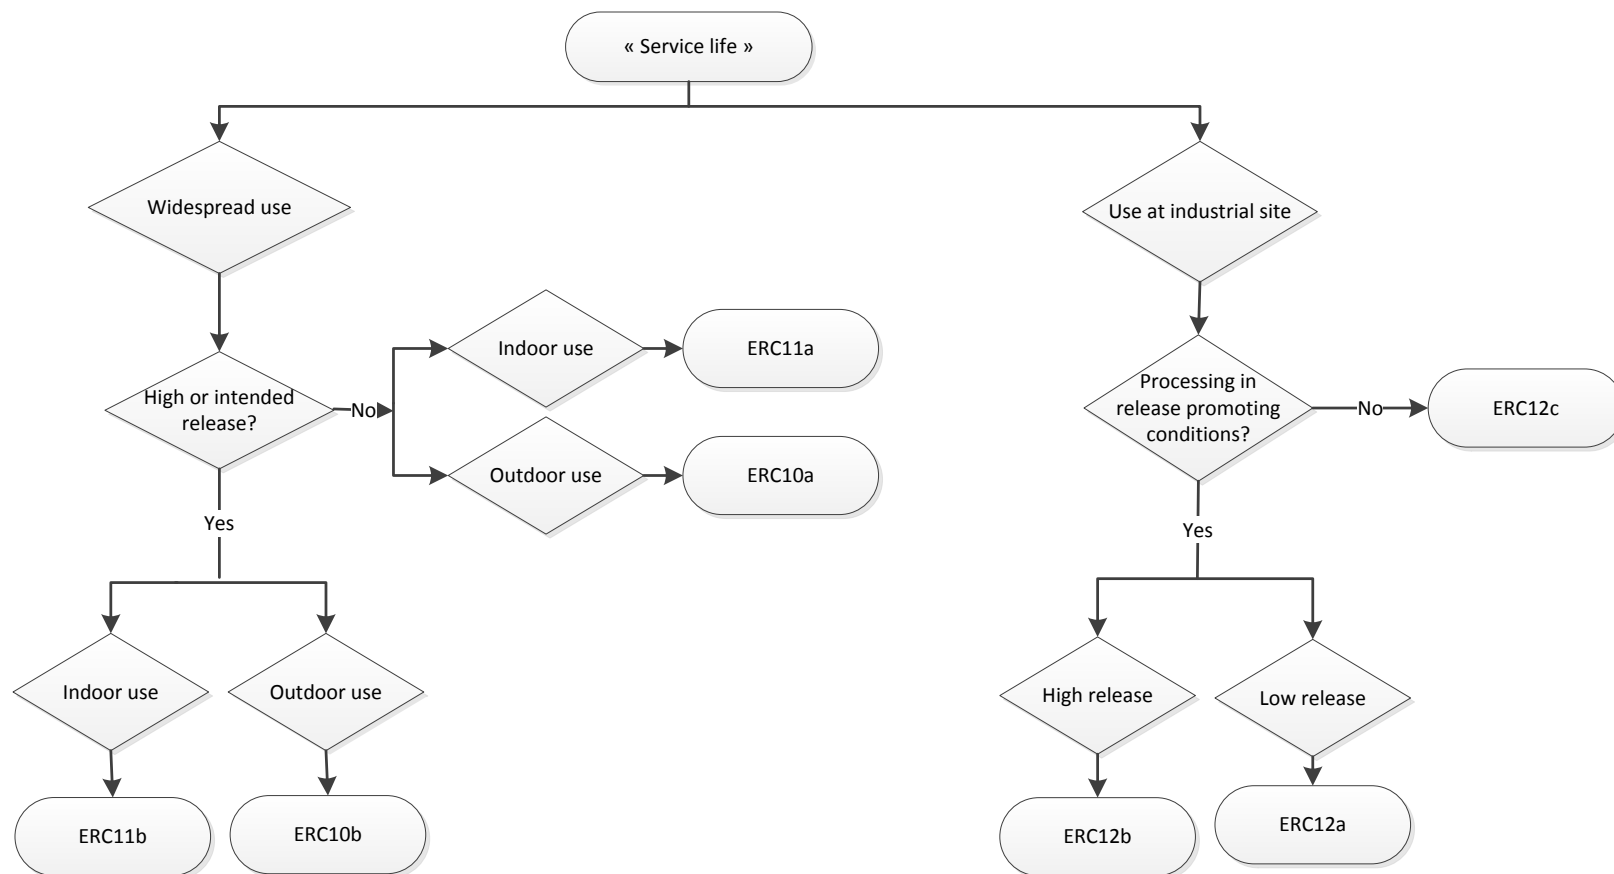 « Service life »
Widespread use
Use at industrial site
Indoor use
ERC11a
High or intended
release?
No
Processing in
release promoting
conditions?
No
ERC12c
Outdoor use
ERC10a
Yes
Yes
Indoor use
Outdoor use
High release
Low release
ERC11b
ERC10b
ERC12b
ERC12a